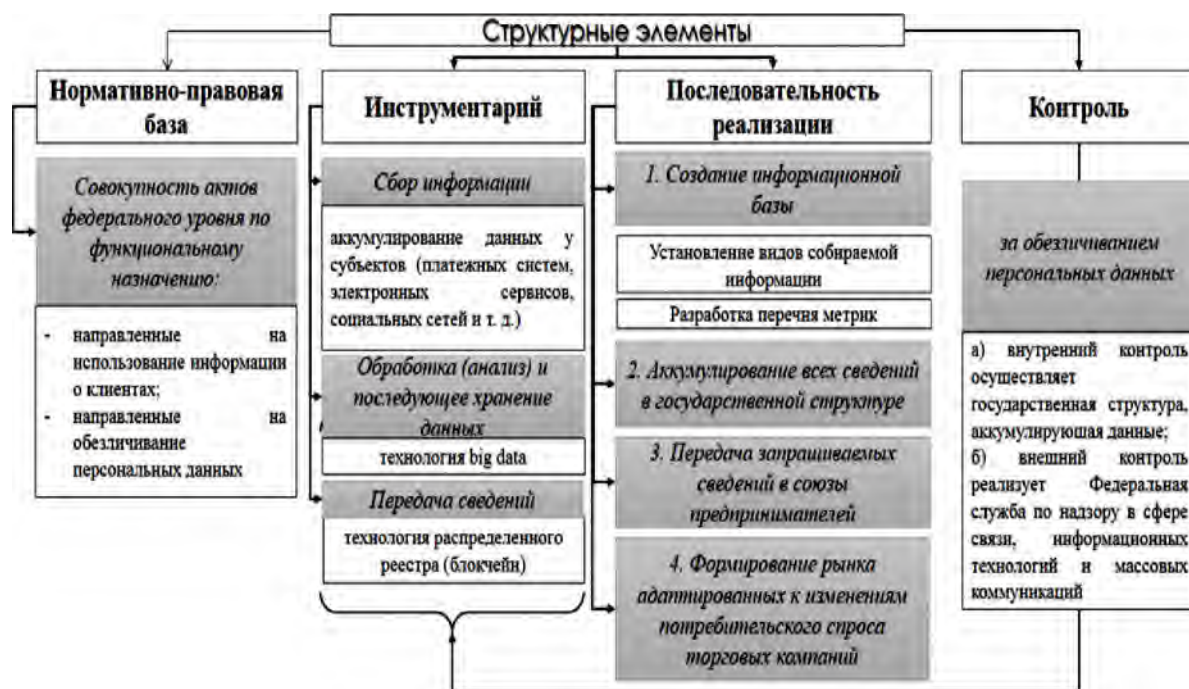 Структурные элементы
Нормативно-правовая
база
Совокупность актов
федерального уровня по
функциональному
назначению:
- направленные на
использование информации
о клиентах;
- направленные на
обезличивание
персональных данных
Инструментарий
Сбор информации
аккумулирование данных у
субъектов (платежных систем,
электронных сервисов,
социальных сетей и т. д.)
Обработка (анализ) и
последующее хранение
данных
технология big data
Передача сведений
технология распределенного
реестра (блокчейн)
Последовательность
реализации
1. Создание информационной
базы
Установление видов собираемой
информации
Разработка перечня метрик
2. Аккумулирование всех сведений
в государственной структуре
3. Передача запрашиваемых
сведений в союзы
предпринимателей
4. Формирование рынка
адаптированных к изменениям
потребительского спроса
торговых компаний
Контроль
за обезличиванием
персональных данных
а) внутренний контроль
осуществляет
государственная структура,
аккумулирующая данные;
б) внешний контроль
реализует Федеральная
служба по надзору в сфере
связи, информационных
технологий и массовых
коммуникаций